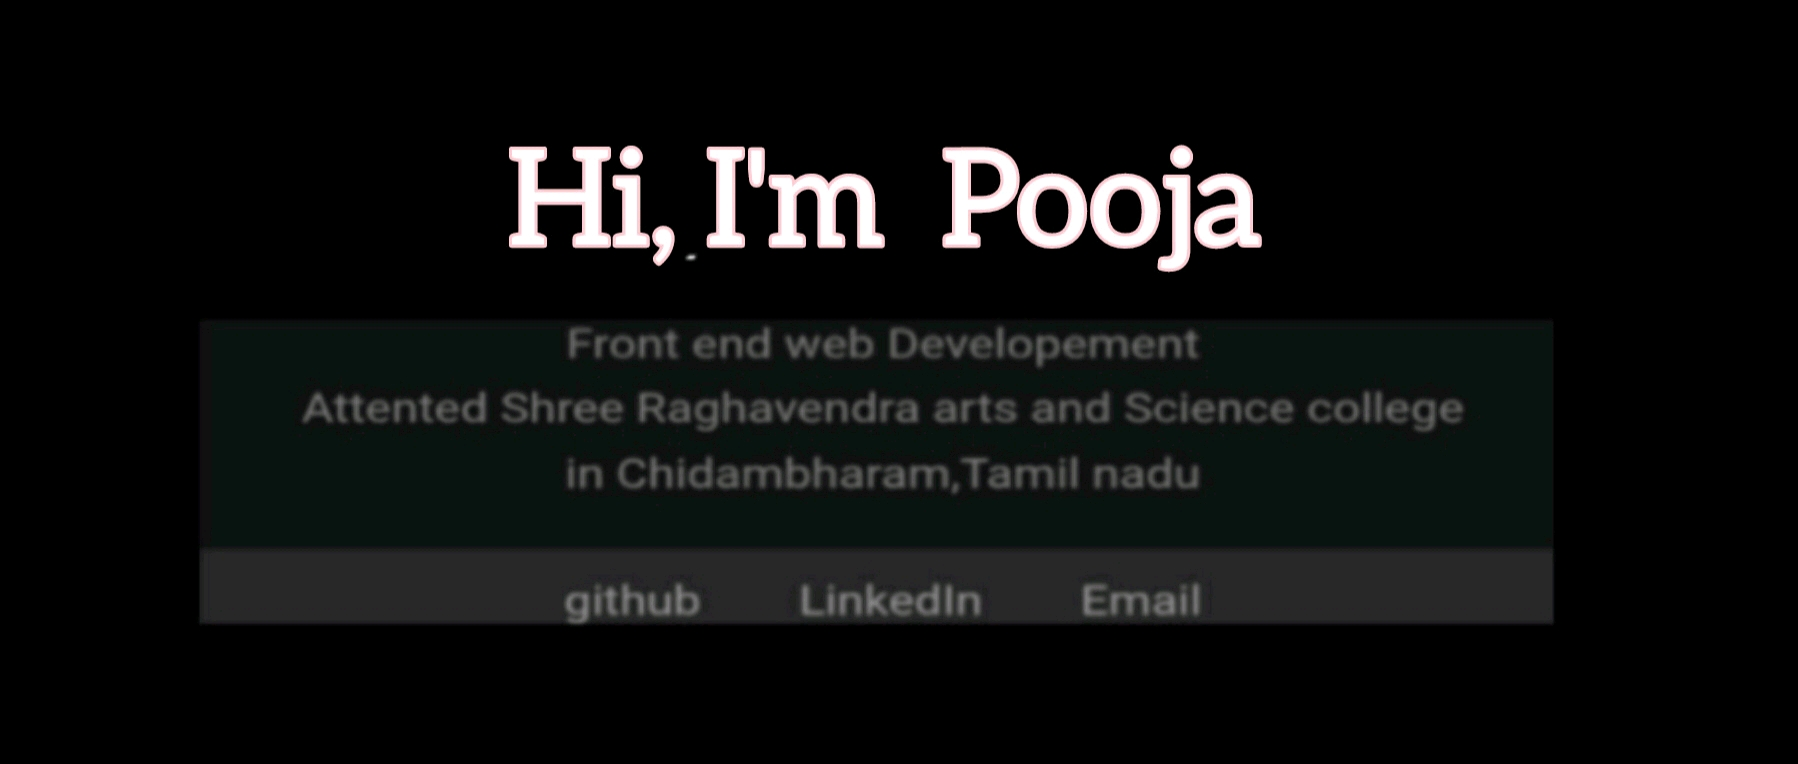 Hi, I'm Pooja
Front end web Developement
Attented Shree Raghavendra arts and Science college
in Chidambharam,Tamil nadu
github LinkedIn Email